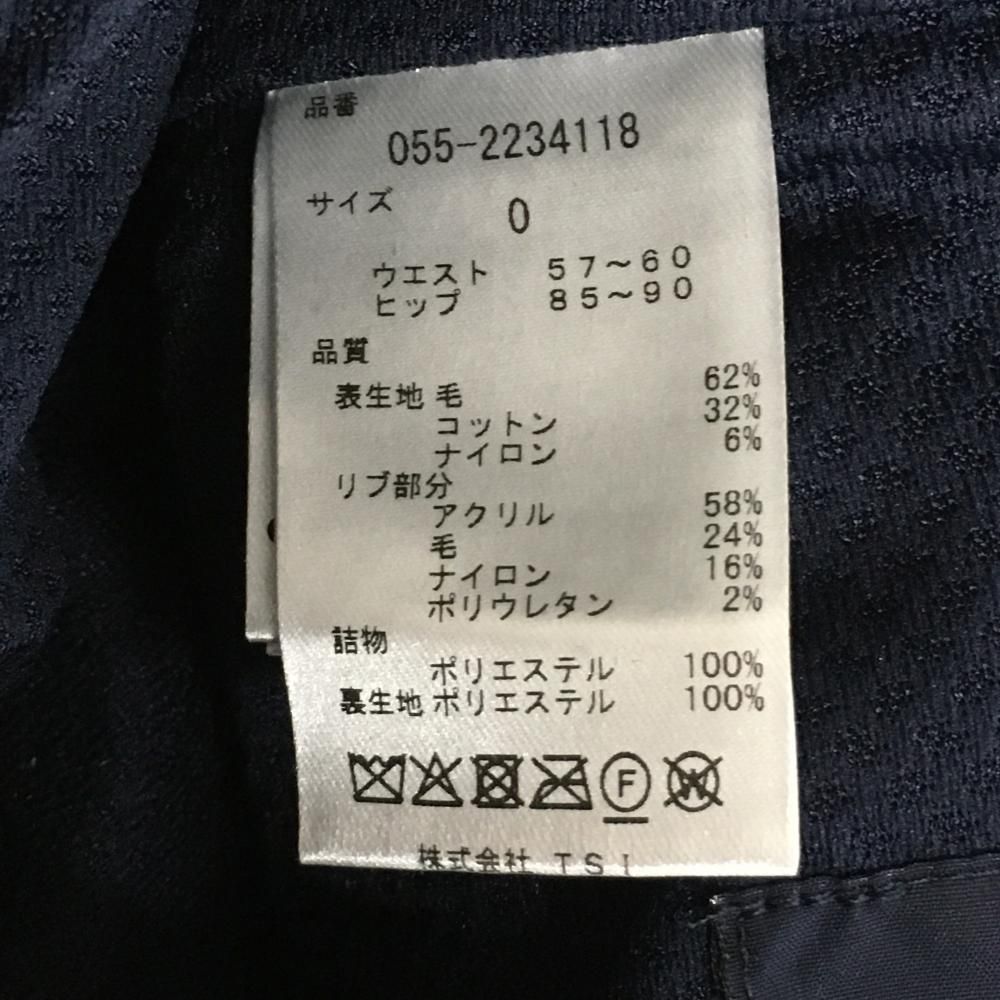 品番
055-2234118
サイズ
0
ウエスト 57～60
ヒップ 85～90
品質
表生地 毛 62%
コットン 32%
ナイロン 6%
リブ部分
アクリル 58%
毛 24%
ナイロン 16%
ポリウレタン 2%
詰物
ポリエステル 100%
裏生地 ポリエステル 100%
F W
株式会社 TSI